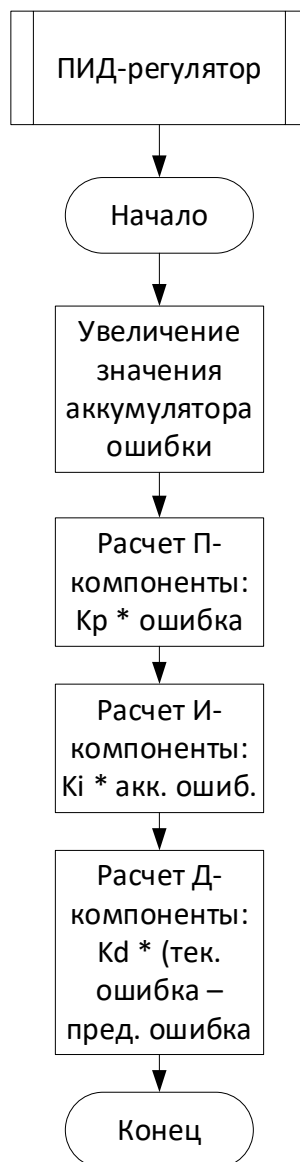 ПИД-регулятор
Начало
Увеличение
значения
аккумулятора
ошибки
Расчет П-
компоненты:
Kp * ошибка
Расчет И-
компоненты:
Ki * акк. ошиб.
Расчет Д-
компоненты:
Kd * (тек.
ошибка –
пред. ошибка
Конец